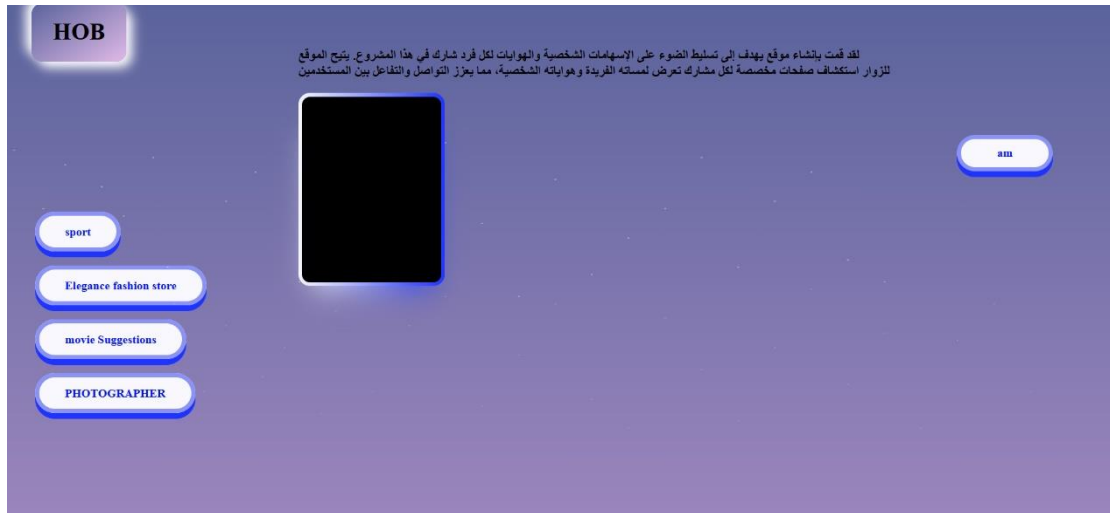 HOB
لقد قمت بإنشاء موقع يهدف إلى تسليط الضوء على الإسهامات الشخصية والهوايات لكل فرد شارك في هذا المشروع. يتيح الموقع
للزوار استكشاف صفحات مخصصة لكل مشارك تعرض لمساته الفريدة وهواياته الشخصية، مما يعزز التواصل والتفاعل بين المستخدمين
am
sport
Elegance fashion store
movie Suggestions
PHOTOGRAPHER